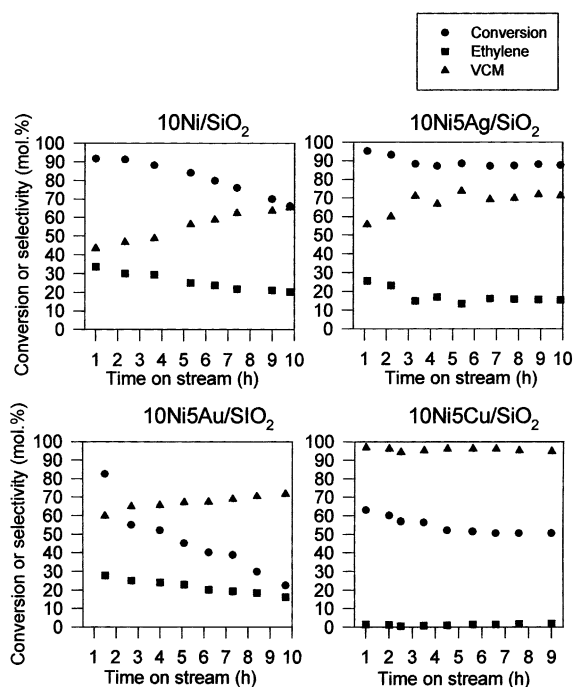 Conversion
Ethylene
VCM
10Ni/SiO2
10Ni5Ag/SiO2
Conversion or selectivity (mol.%)
100
90
80
70
60
50
40
30
20
10
0
1 2 3 4 5 6 7 8 9 10
Time on stream (h)
100
90
80
70
60
50
40
30
20
10
0
1 2 3 4 5 6 7 8 9 10
Time on stream (h)
10Ni5Au/SIO2
10Ni5Cu/SiO2
Conversion or selectivity (mol.%)
100
90
80
70
60
50
40
30
20
10
0
1 2 3 4 5 6 7 8 9 10
Time on stream (h)
100
90
80
70
60
50
40
30
20
10
0
1 2 3 4 5 6 7 8 9
Time on stream (h)